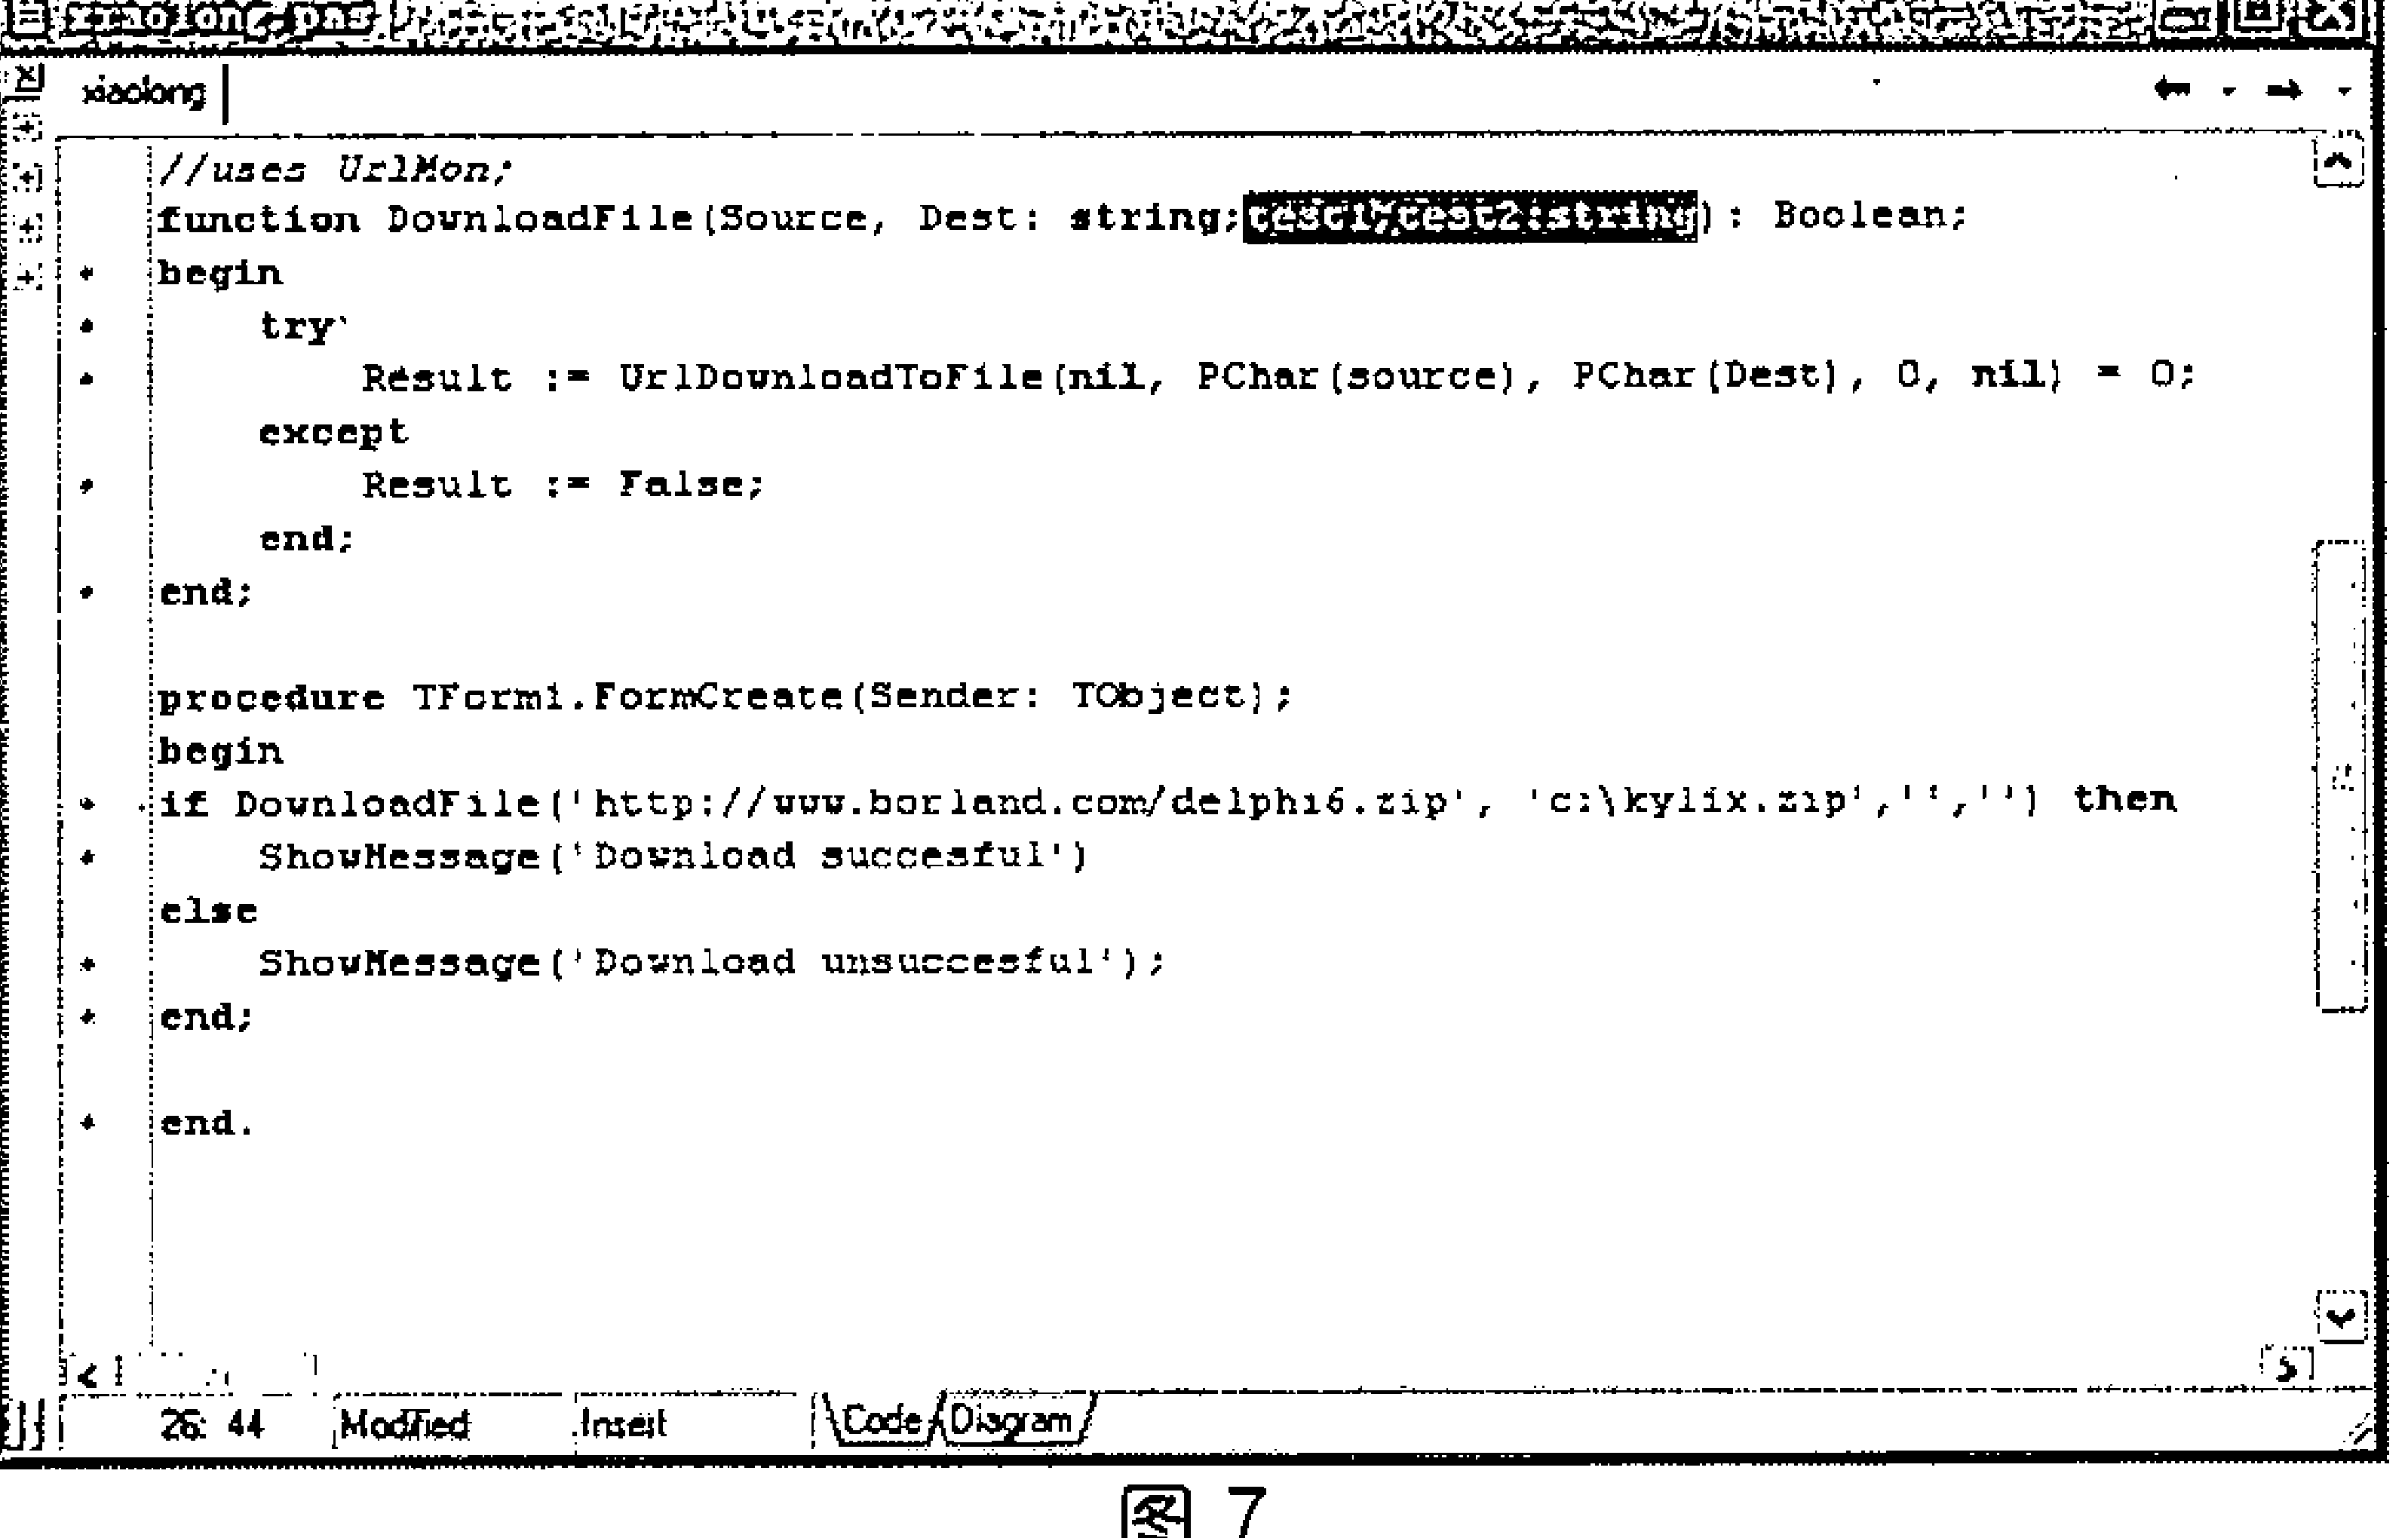 xiaolong.pas
xiaolong
//uses UrlMon;
function DownloadFile(Source, Dest: string;test1,test2:string): Boolean;
begin
try
Result := UrlDownloadToFile(nil, PChar(source), PChar(Dest), 0, nil) = 0;
except
Result := False;
end;
end;
procedure TForm1.FormCreate(Sender: TObject);
begin
if DownloadFile('http://www.borland.com/delphi6.zip', 'c:\kylix.zip','','') then
ShowMessage('Download succesful')
else
ShowMessage('Download unsuccesful');
end;
end.
26: 44 Modified Insert Code Diagram
图 7